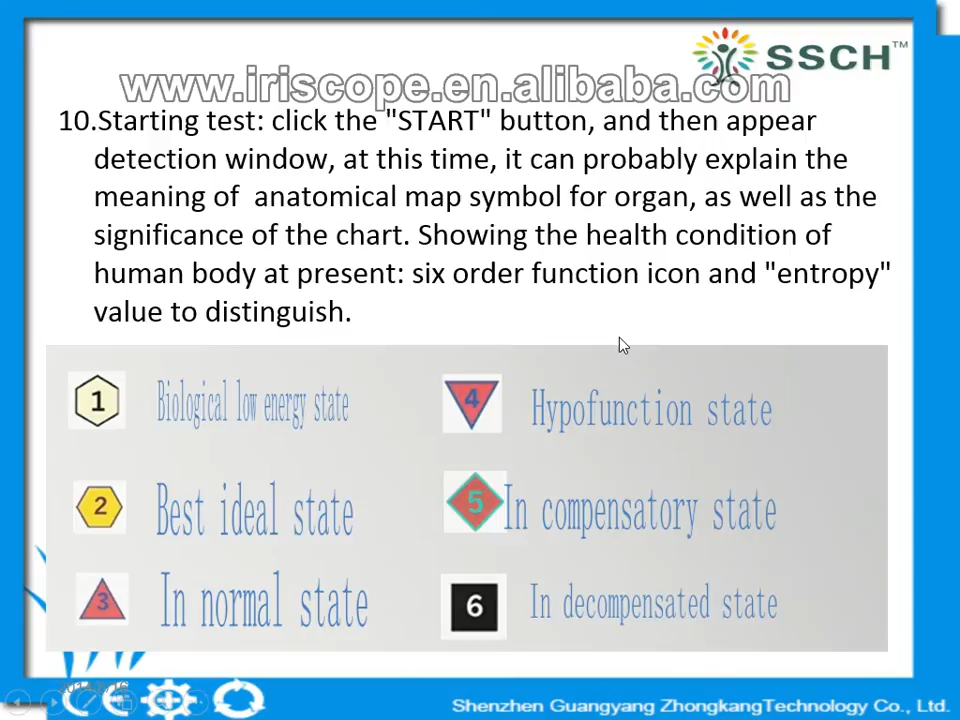 SSCH™
www.iriscope.en.alibaba.com
10.Starting test: click the "START" button, and then appear
detection window, at this time, it can probably explain the
meaning of anatomical map symbol for organ, as well as the
significance of the chart. Showing the health condition of
human body at present: six order function icon and "entropy"
value to distinguish.
1 Biological low energy state
4 Hypofunction state
2 Best ideal state
5 In compensatory state
3 In normal state
6 In decompensated state
Shenzhen Guangyang ZhongkangTechnology Co., Ltd.